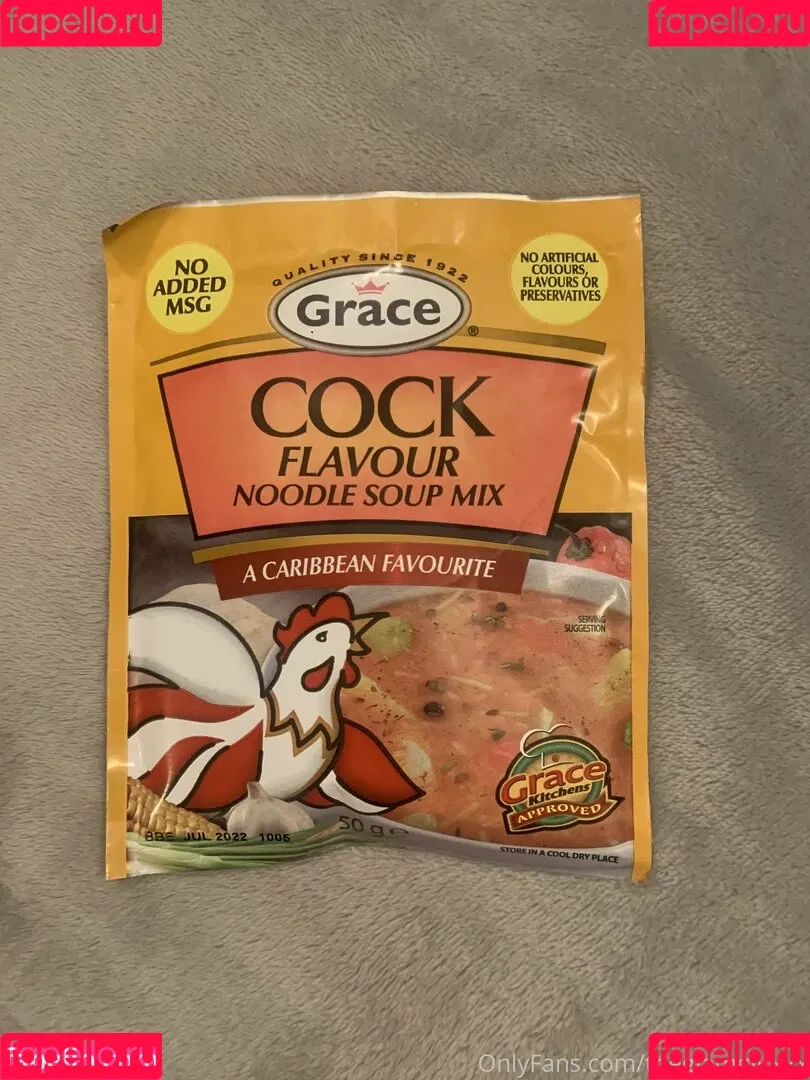 fapello.ru fapello.ru
QUALITY SINCE 1922
NO
ADDED
MSG
Grace
®
NO ARTIFICIAL
COLOURS,
FLAVOURS OR
PRESERVATIVES
COCK
FLAVOUR
NOODLE SOUP MIX
A CARIBBEAN FAVOURITE
SERVING
SUGGESTION
Grace
Kitchens
APPROVED
BBE JUL 2022 1005
50 g e
STORE IN A COOL DRY PLACE
fapello.ru fapello.ru
OnlyFans.com/